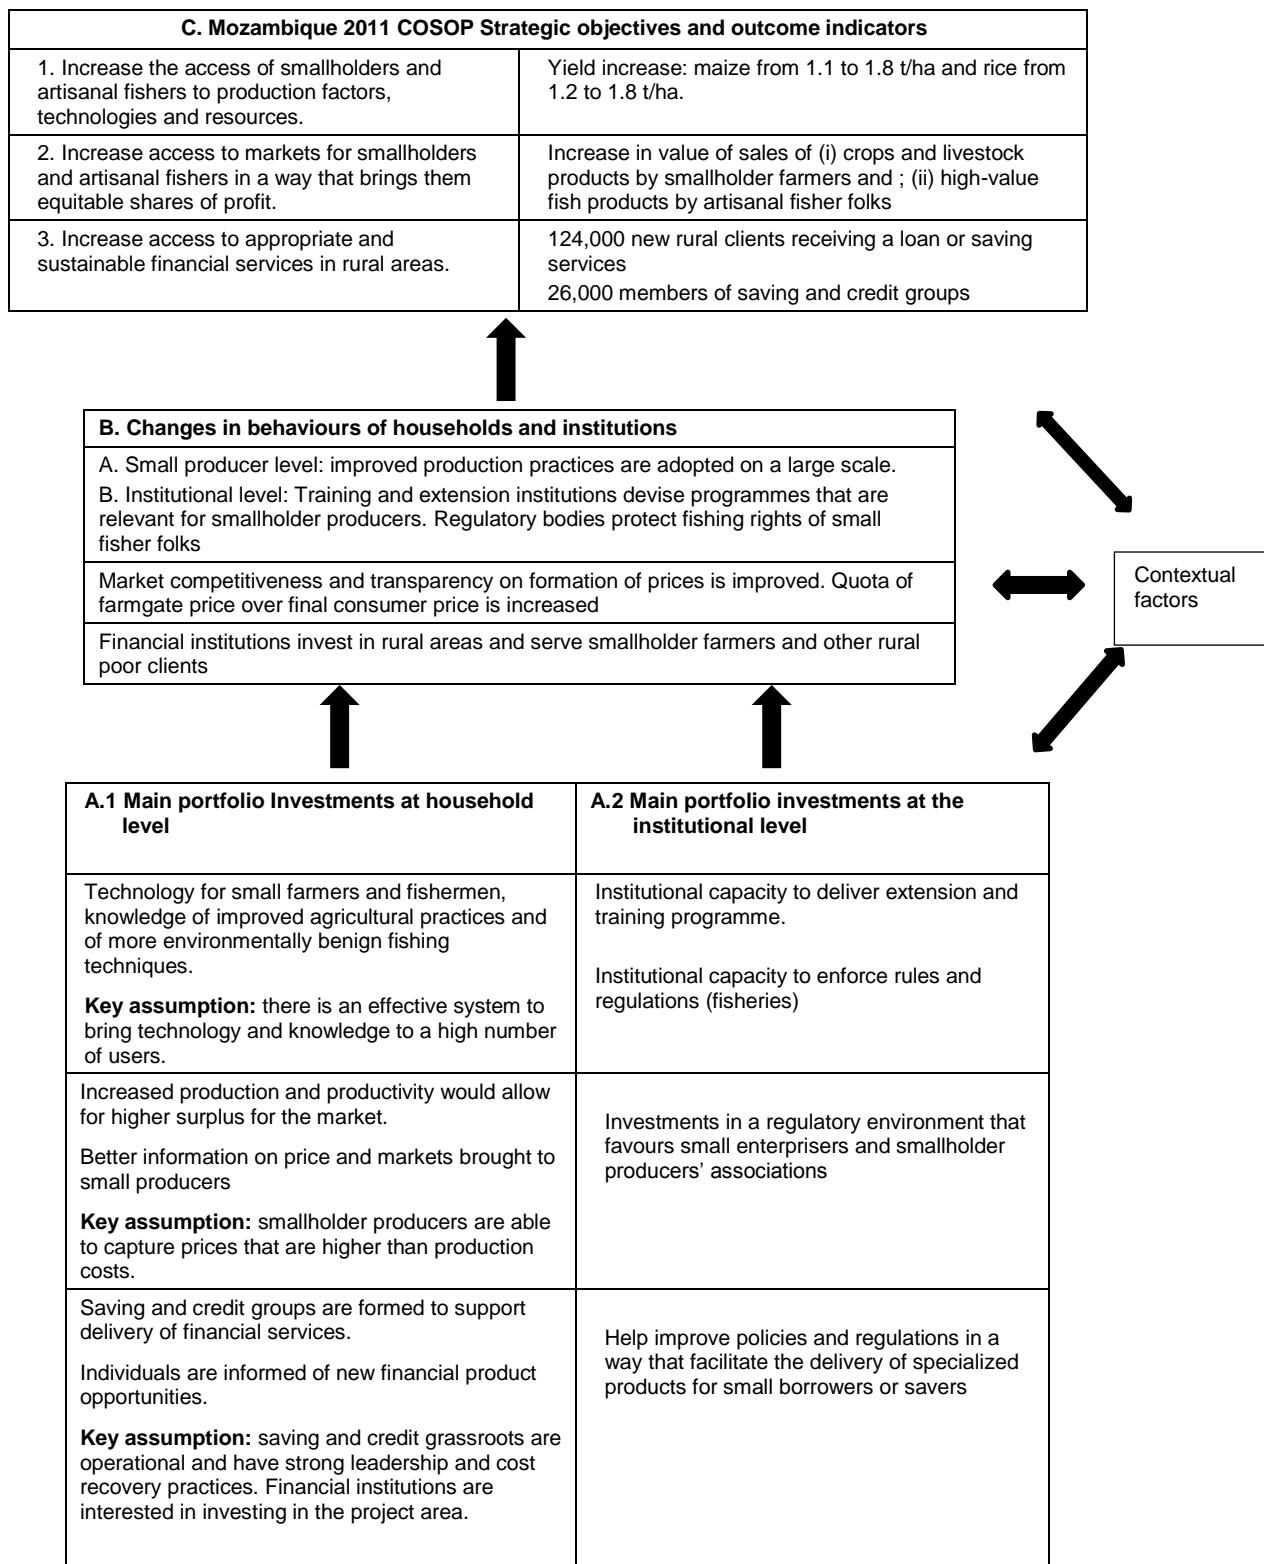 C. Mozambique 2011 COSOP Strategic objectives and outcome indicators
1. Increase the access of smallholders and
artisanal fishers to production factors,
technologies and resources.
Yield increase: maize from 1.1 to 1.8 t/ha and rice from
1.2 to 1.8 t/ha.
2. Increase access to markets for smallholders
and artisanal fishers in a way that brings them
equitable shares of profit.
Increase in value of sales of (i) crops and livestock
products by smallholder farmers and ; (ii) high-value
fish products by artisanal fisher folks
3. Increase access to appropriate and
sustainable financial services in rural areas.
124,000 new rural clients receiving a loan or saving
services
26,000 members of saving and credit groups
B. Changes in behaviours of households and institutions
A. Small producer level: improved production practices are adopted on a large scale.
B. Institutional level: Training and extension institutions devise programmes that are
relevant for smallholder producers. Regulatory bodies protect fishing rights of small
fisher folks
Market competitiveness and transparency on formation of prices is improved. Quota of
farmgate price over final consumer price is increased
Financial institutions invest in rural areas and serve smallholder farmers and other rural
poor clients
Contextual
factors
A.1 Main portfolio Investments at household
level
A.2 Main portfolio investments at the
institutional level
Technology for small farmers and fishermen,
knowledge of improved agricultural practices and
of more environmentally benign fishing
techniques.
Key assumption: there is an effective system to
bring technology and knowledge to a high number
of users.
Institutional capacity to deliver extension and
training programme.
Institutional capacity to enforce rules and
regulations (fisheries)
Increased production and productivity would allow
for higher surplus for the market.
Better information on price and markets brought to
small producers
Key assumption: smallholder producers are able
to capture prices that are higher than production
costs.
Investments in a regulatory environment that
favours small enterprisers and smallholder
producers' associations
Saving and credit groups are formed to support
delivery of financial services.
Individuals are informed of new financial product
opportunities.
Key assumption: saving and credit grassroots are
operational and have strong leadership and cost
recovery practices. Financial institutions are
interested in investing in the project area.
Help improve policies and regulations in a
way that facilitate the delivery of specialized
products for small borrowers or savers